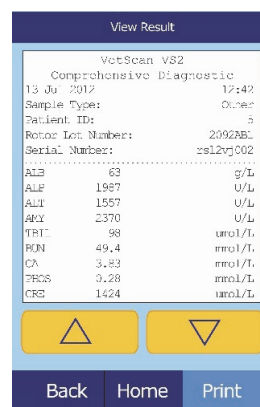 View Result
VetScan VS2
Comprehensive Diagnostic
13 Jul 2012 12:42
Sample Type: Other
Patient ID: 5
Rotor Lot Number: 2092AB1
Serial Number: rsl2vj002
ALB 63 g/L
ALP 1987 U/L
ALT 1557 U/L
AMY 2370 U/L
TBIL 98 umol/L
BUN 49.4 mmol/L
CA 3.83 mmol/L
PHOS 0.28 mmol/L
CRE 1424 umol/L
Back Home Print